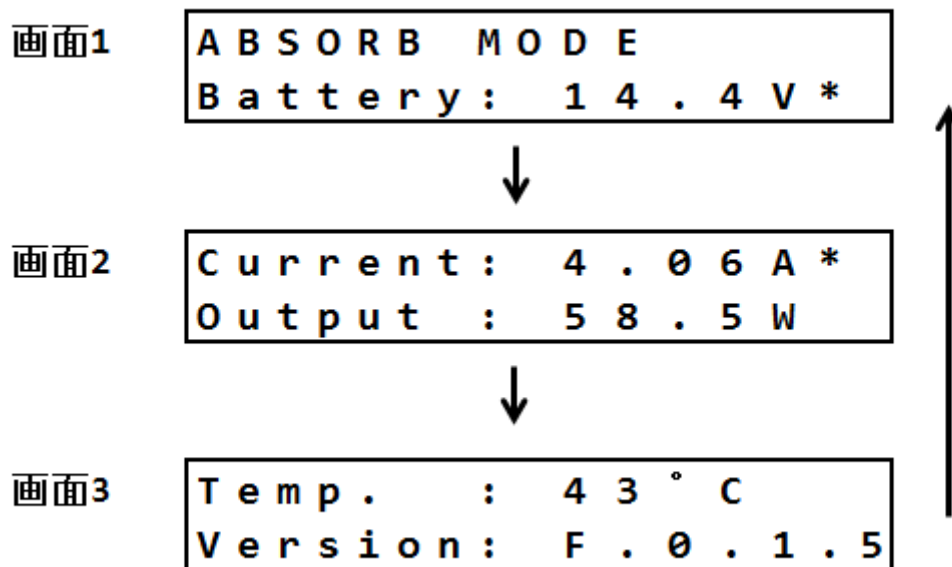 画面1
ABSORB MODE
Battery: 14.4V*
画面2
Current: 4.06A*
Output : 58.5W
画面3
Temp.  : 43°C
Version: F.0.1.5